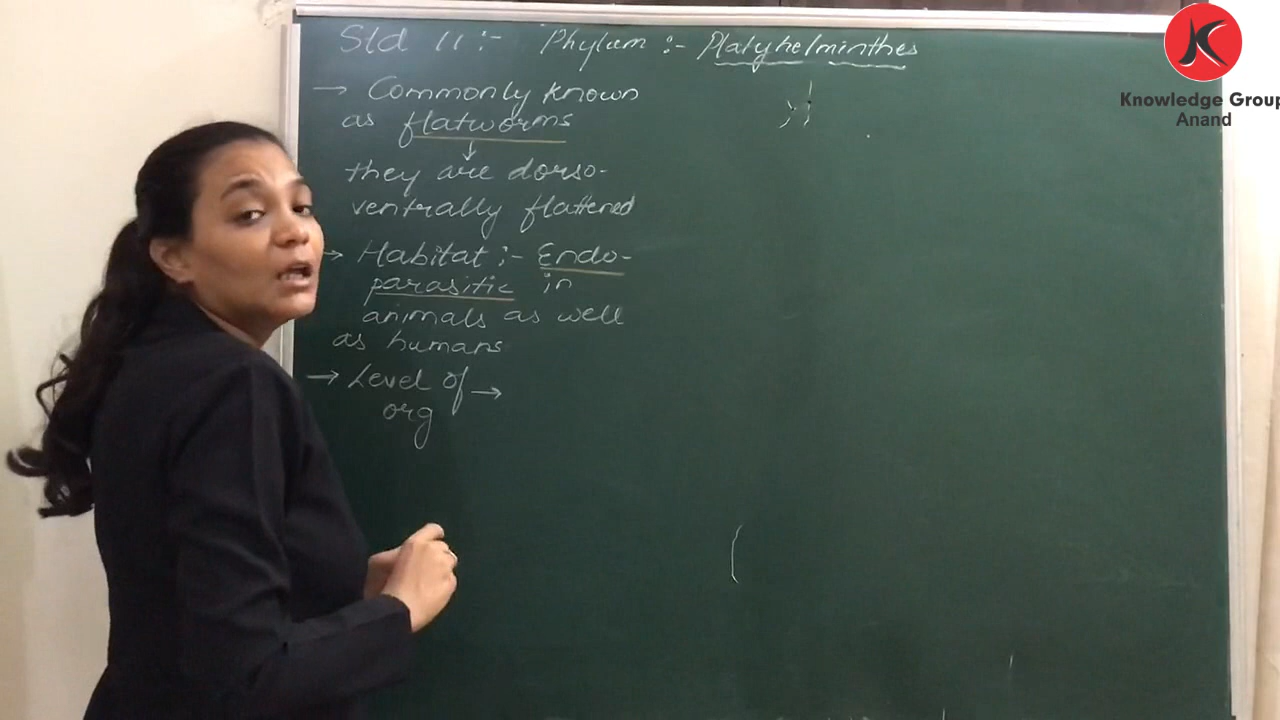 Std 11 :- Phylum :- Platyhelminthes
→ Commonly known
as flatworms
↓
they are dorso-
ventrally flattened
→ Habitat :- Endo-
parasitic in
animals as well
as humans
→ Level of →
org
K
Knowledge Group
Anand